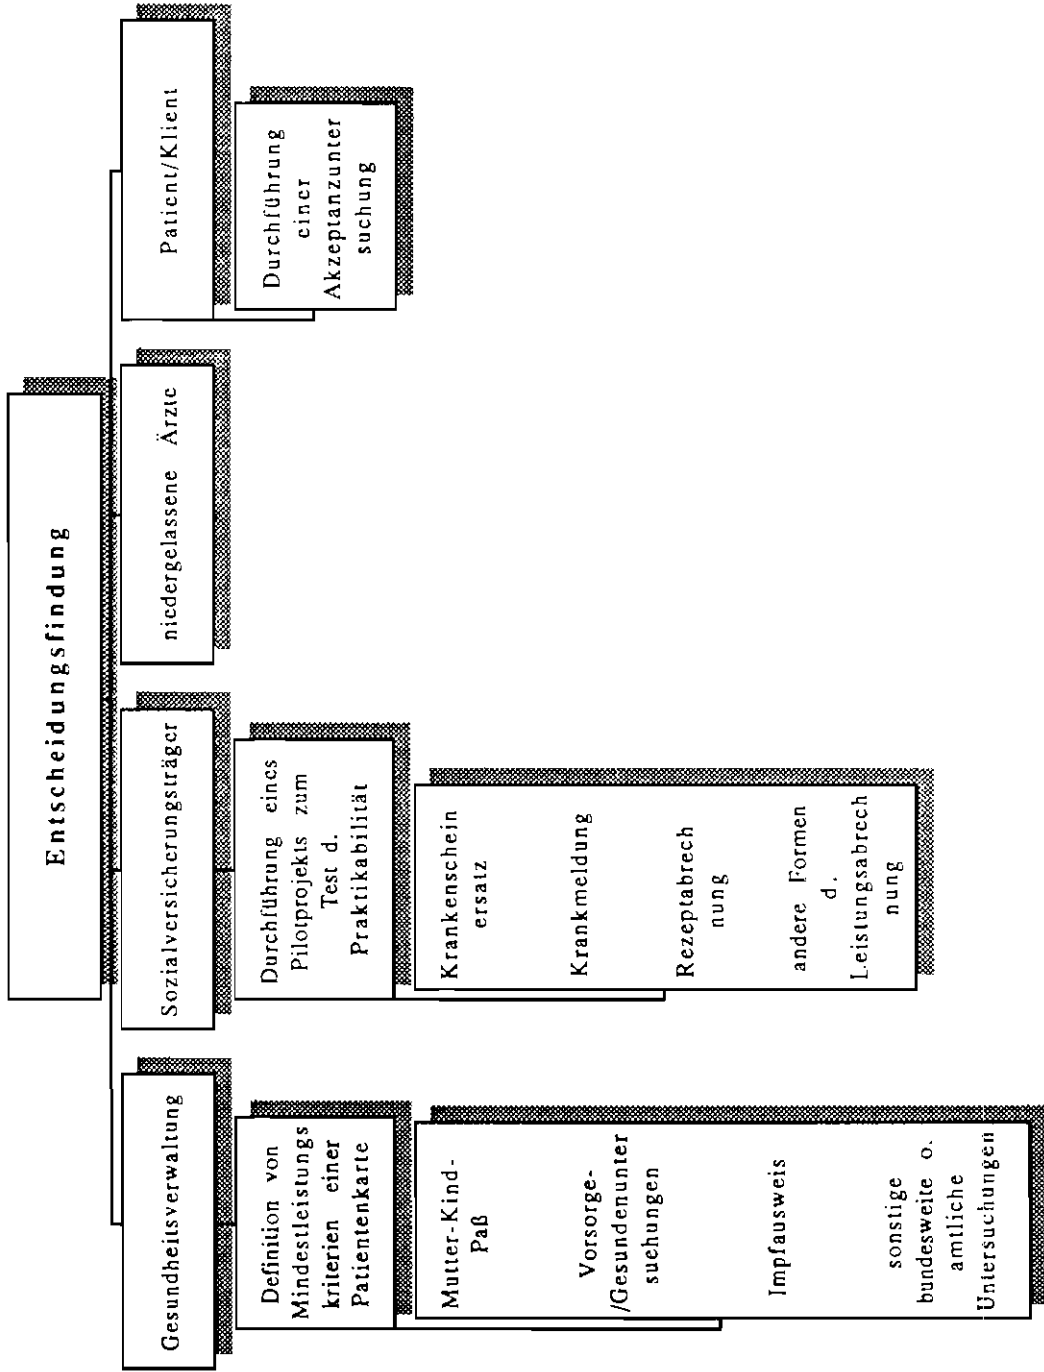 Entscheidungsfindung
Gesundheitsverwaltung
Definition von
Mindestleistungs
kriterien einer
Patientenkarte
Mutter-Kind-
Paß
Vorsorge-
/Gesundenunter
suchungen
Impfausweis
sonstige
bundesweite o.
amtliche
Untersuchungen
Sozialversicherungsträger
Durchführung eines
Pilotprojekts zum
Test d.
Praktikabilität
Krankenschein
ersatz
Krankmeldung
Rezeptabrech
nung
andere Formen
d.
Leistungsabrech
nung
niedergelassene Ärzte
Patient/Klient
Durchführung
einer
Akzeptanzunter
suchung